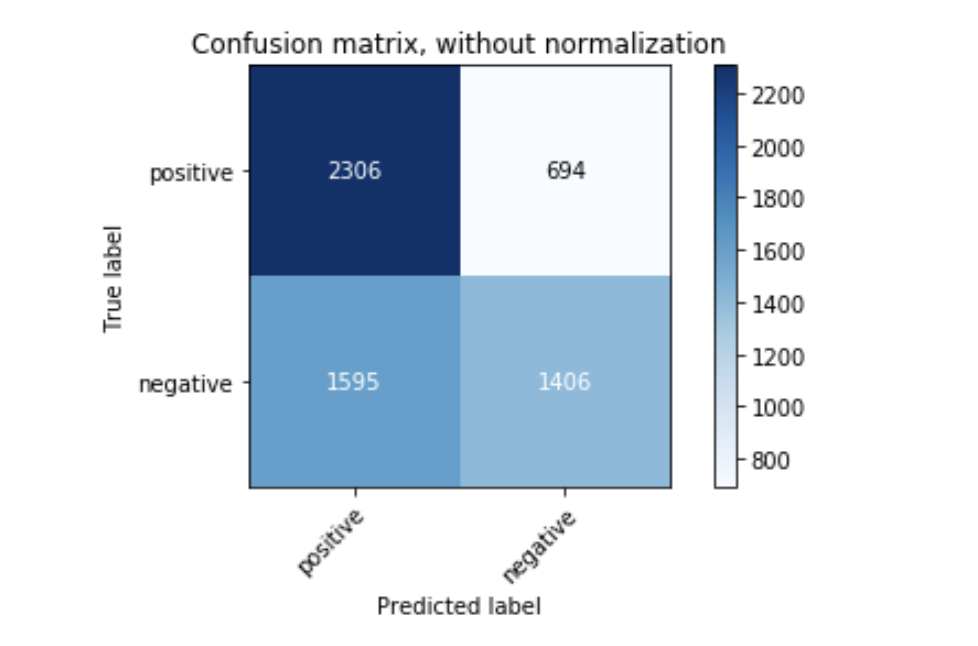 Confusion matrix, without normalization
True label
positive
2306 694
negative
1595 1406
positive
negative
Predicted label
2200
2000
1800
1600
1400
1200
1000
800